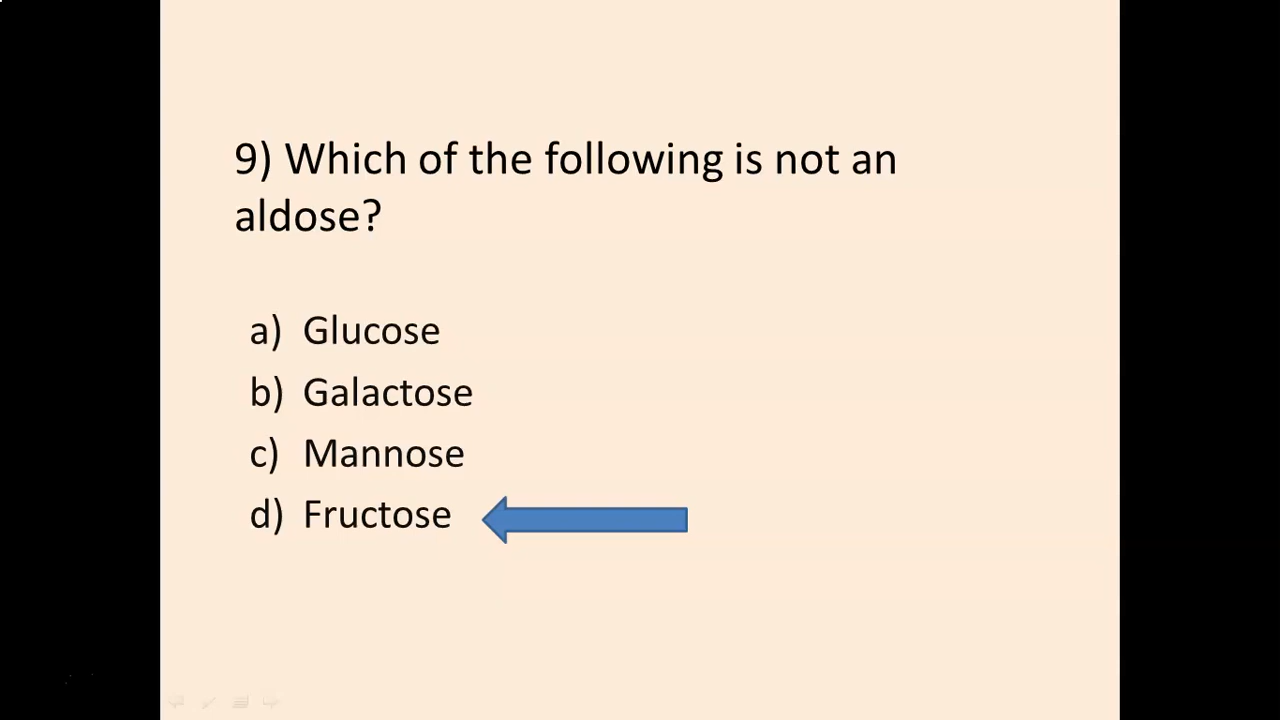 9) Which of the following is not an
aldose?
a) Glucose
b) Galactose
c) Mannose
d) Fructose